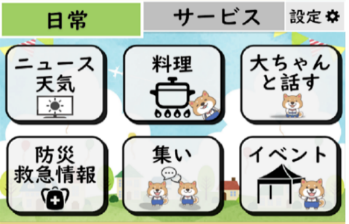 日常
サービス
設定
ニュース
天気
料理
大ちゃん
と話す
防災
救急情報
集い
イベント